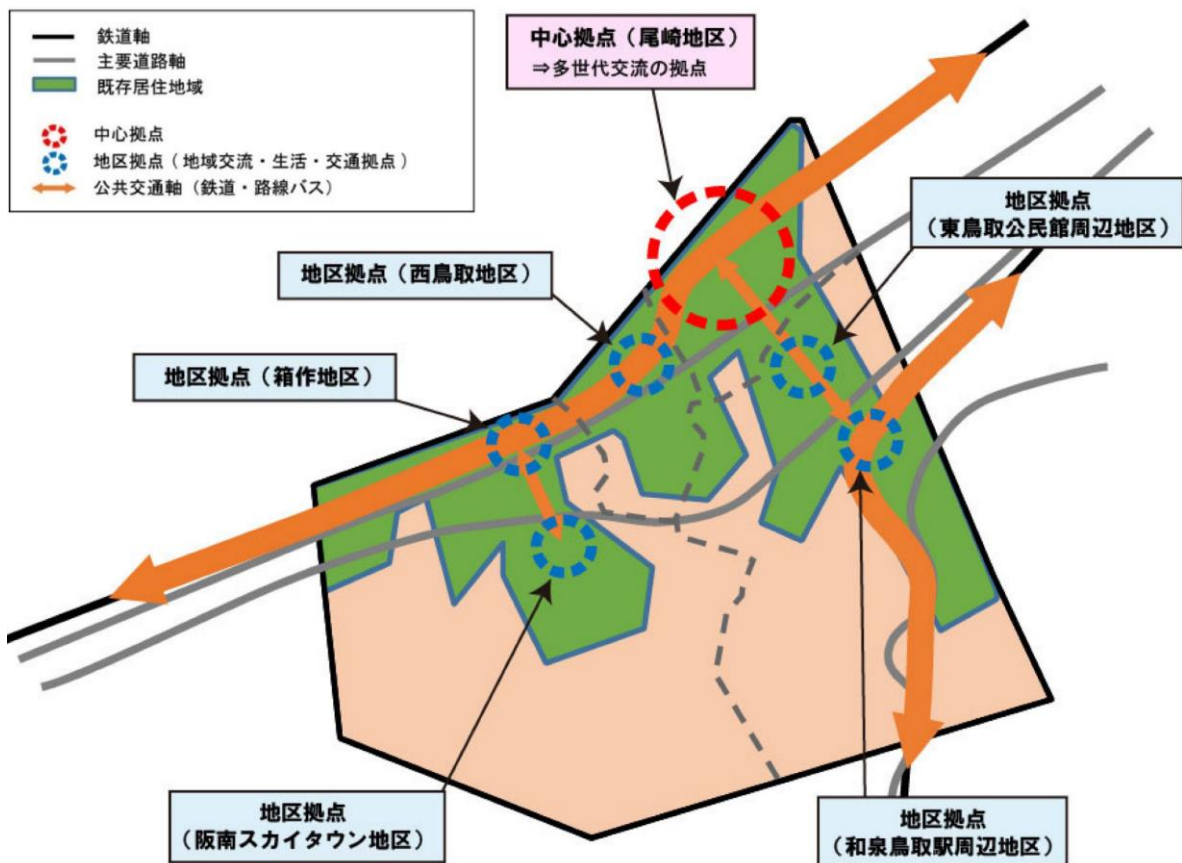 鉄道軸
主要道路軸
既存居住地域
中心拠点
地区拠点（地域交流・生活・交通拠点）
公共交通軸（鉄道・路線バス）
中心拠点（尾崎地区）
⇒多世代交流の拠点
地区拠点
（東鳥取公民館周辺地区）
地区拠点（西鳥取地区）
地区拠点（箱作地区）
地区拠点
（阪南スカイタウン地区）
地区拠点
（和泉鳥取駅周辺地区）